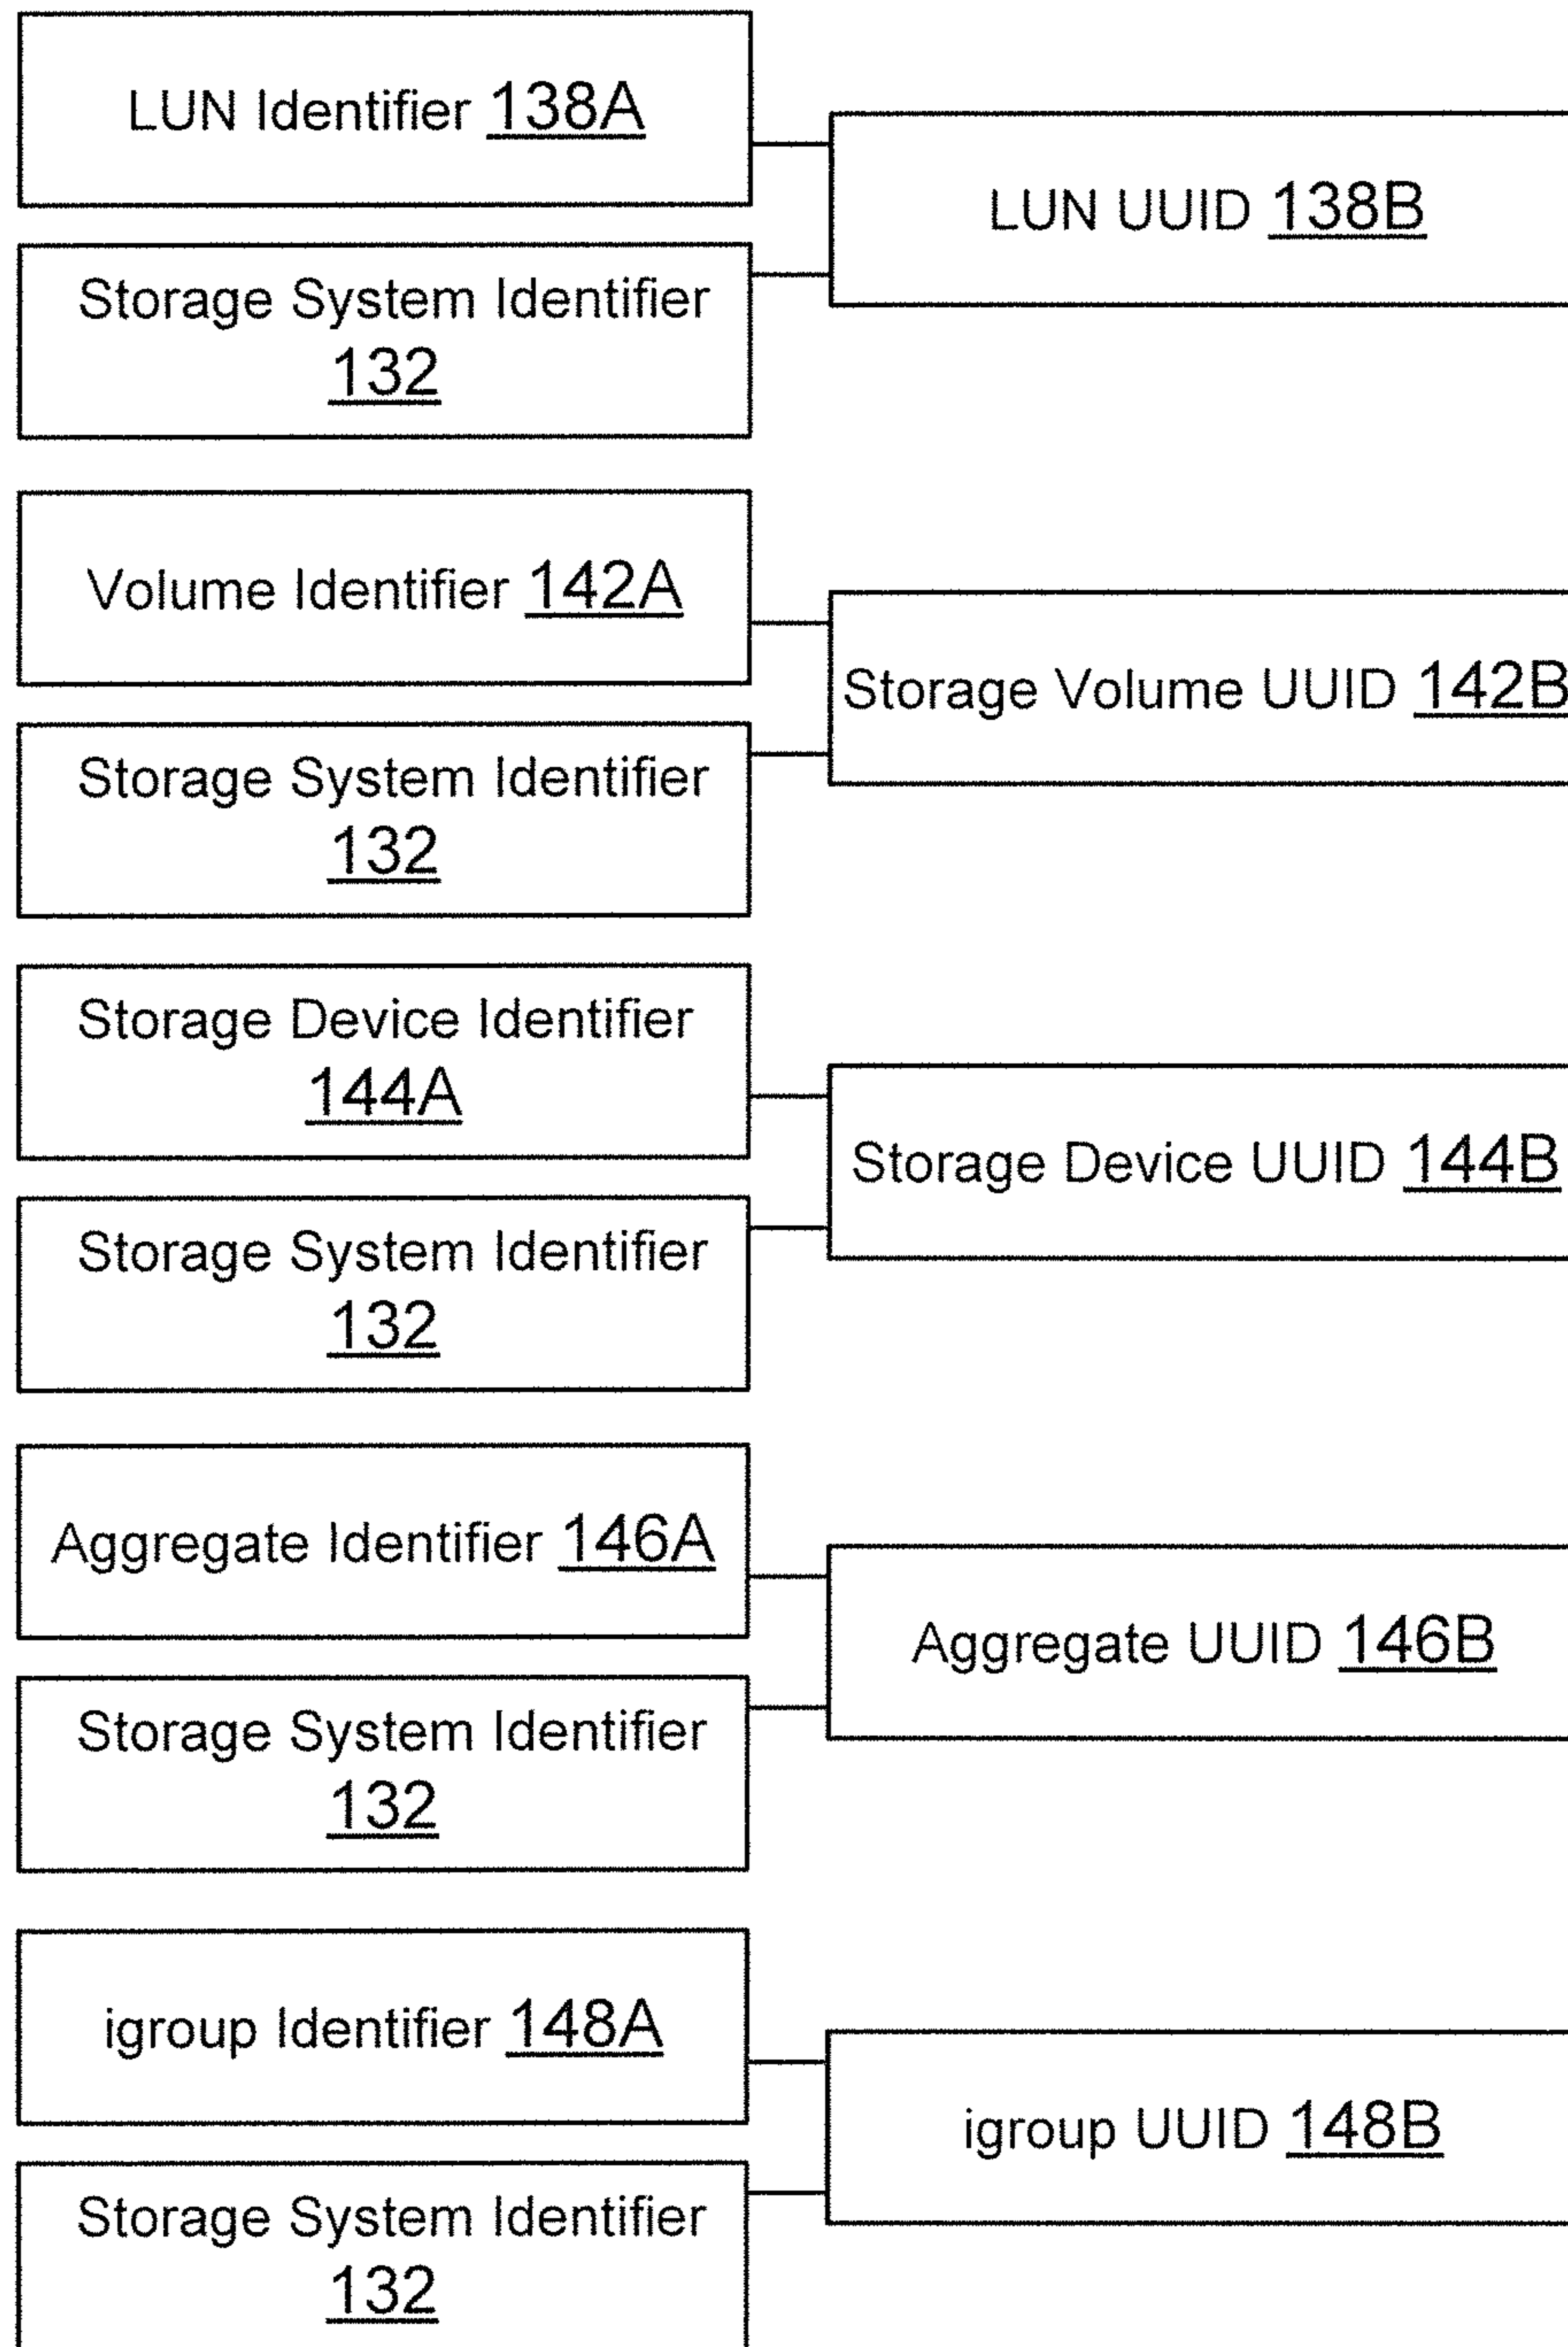 LUN Identifier 138A
LUN UUID 138B
Storage System Identifier
132
Volume Identifier 142A
Storage Volume UUID 142B
Storage System Identifier
132
Storage Device Identifier
144A
Storage Device UUID 144B
Storage System Identifier
132
Aggregate Identifier 146A
Aggregate UUID 146B
Storage System Identifier
132
igroup Identifier 148A
igroup UUID 148B
Storage System Identifier
132